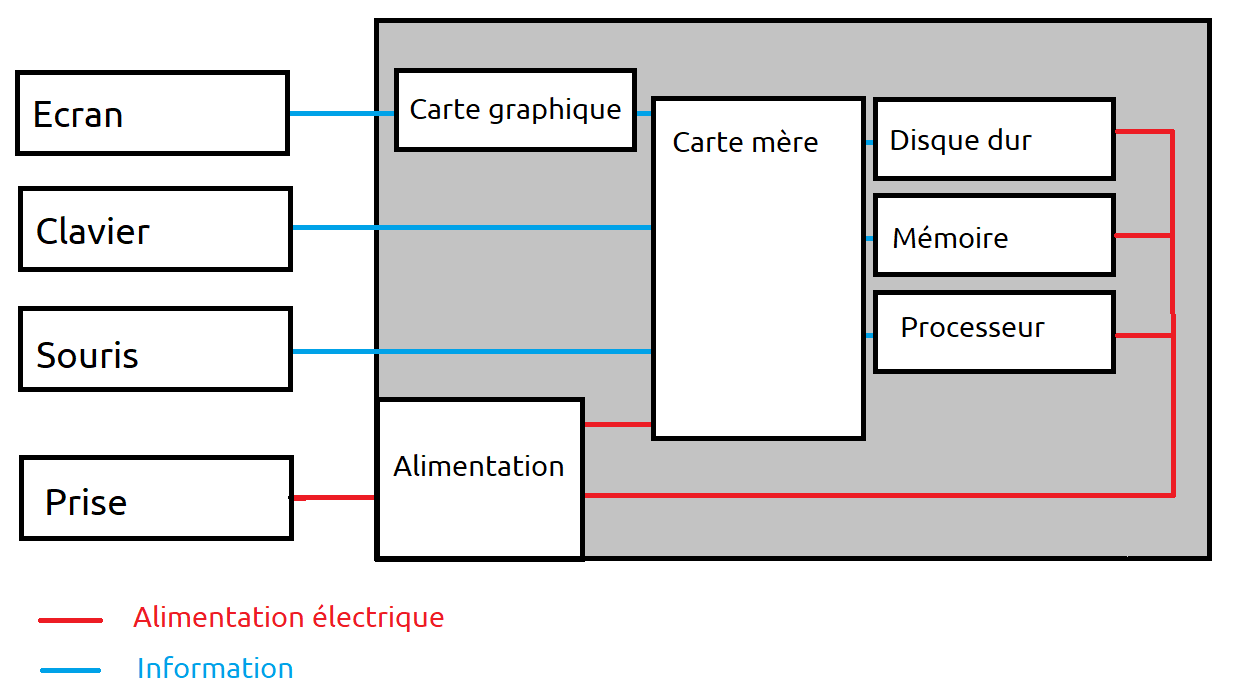 Ecran
Carte graphique
Carte mère
Disque dur
Clavier
Mémoire
Souris
Processeur
Alimentation
Prise
Alimentation électrique
Information